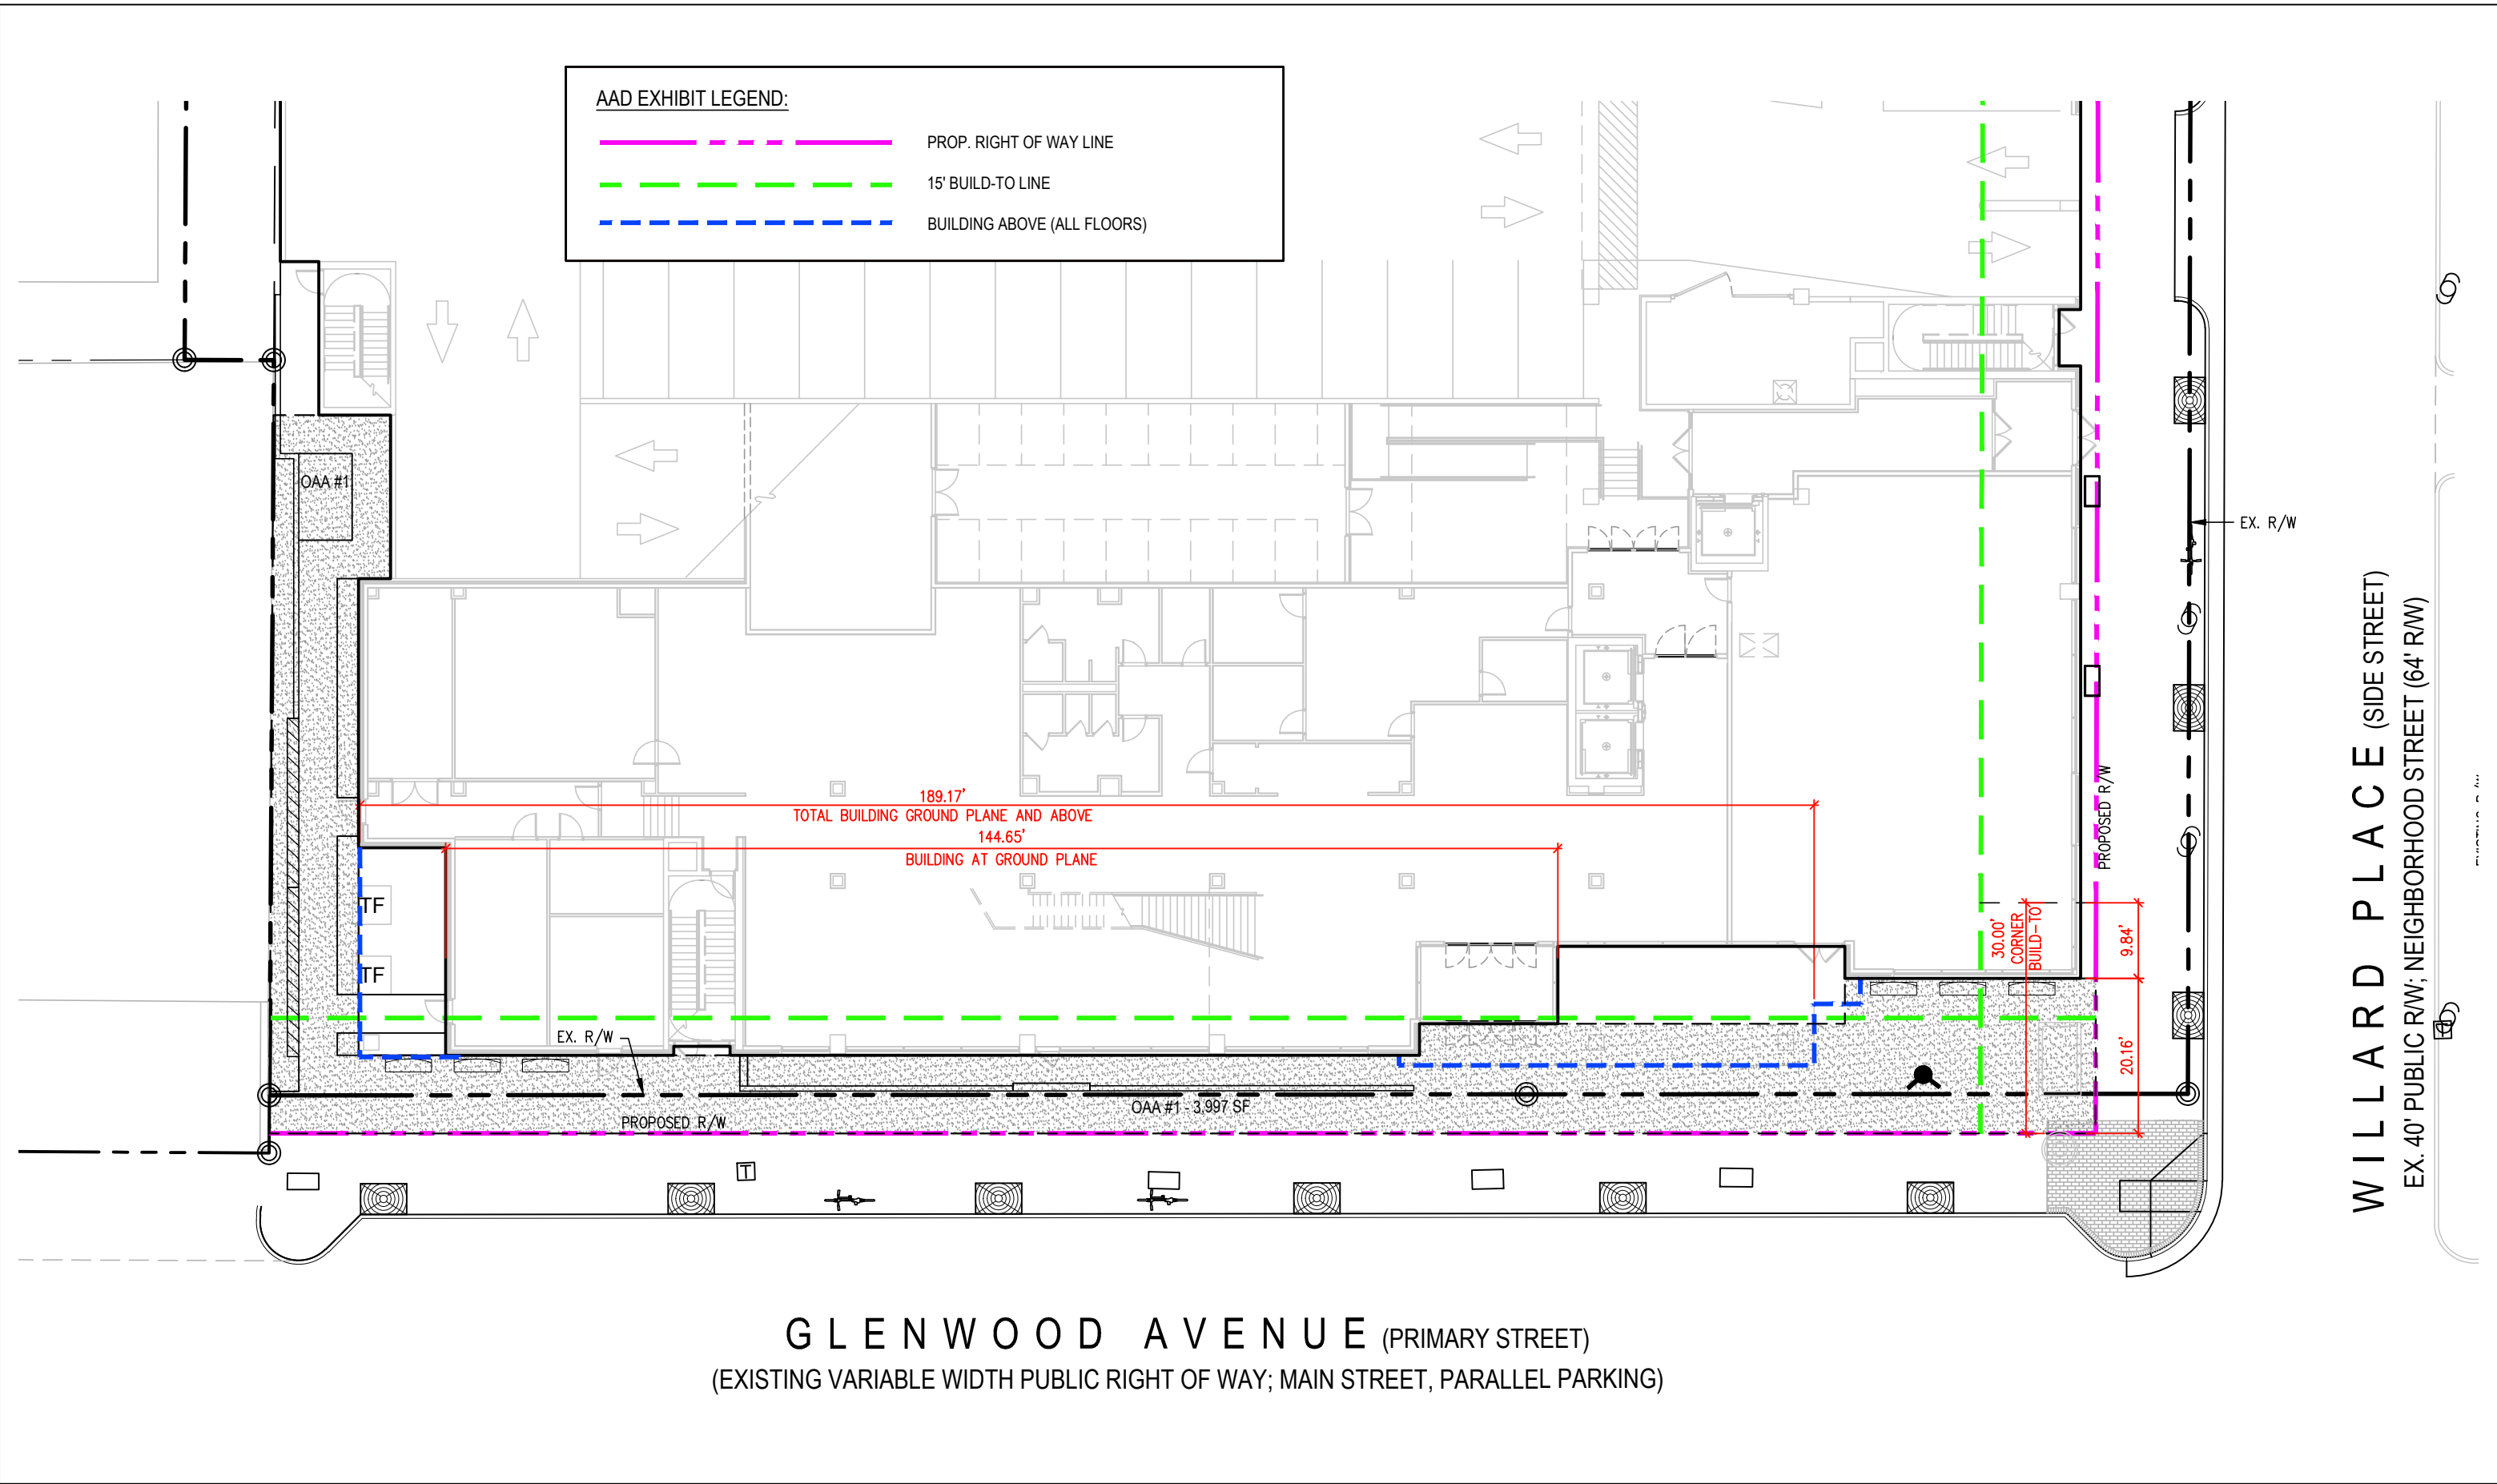 AAD EXHIBIT LEGEND:
PROP. RIGHT OF WAY LINE
15' BUILD-TO LINE
BUILDING ABOVE (ALL FLOORS)
OAA #1
EX. R/W
189.17'
TOTAL BUILDING GROUND PLANE AND ABOVE
144.65'
BUILDING AT GROUND PLANE
TF
TF
30.00'
CORNER
BUILD-TO
9.84'
20.16'
PROPOSED R/W
EX. R/W
OAA #1 - 3,997 SF
PROPOSED R/W
T
T
WILLARD PLACE (SIDE STREET)
EX. 40' PUBLIC R/W; NEIGHBORHOOD STREET (64' R/W)
GLENWOOD AVENUE (PRIMARY STREET)
(EXISTING VARIABLE WIDTH PUBLIC RIGHT OF WAY; MAIN STREET, PARALLEL PARKING)